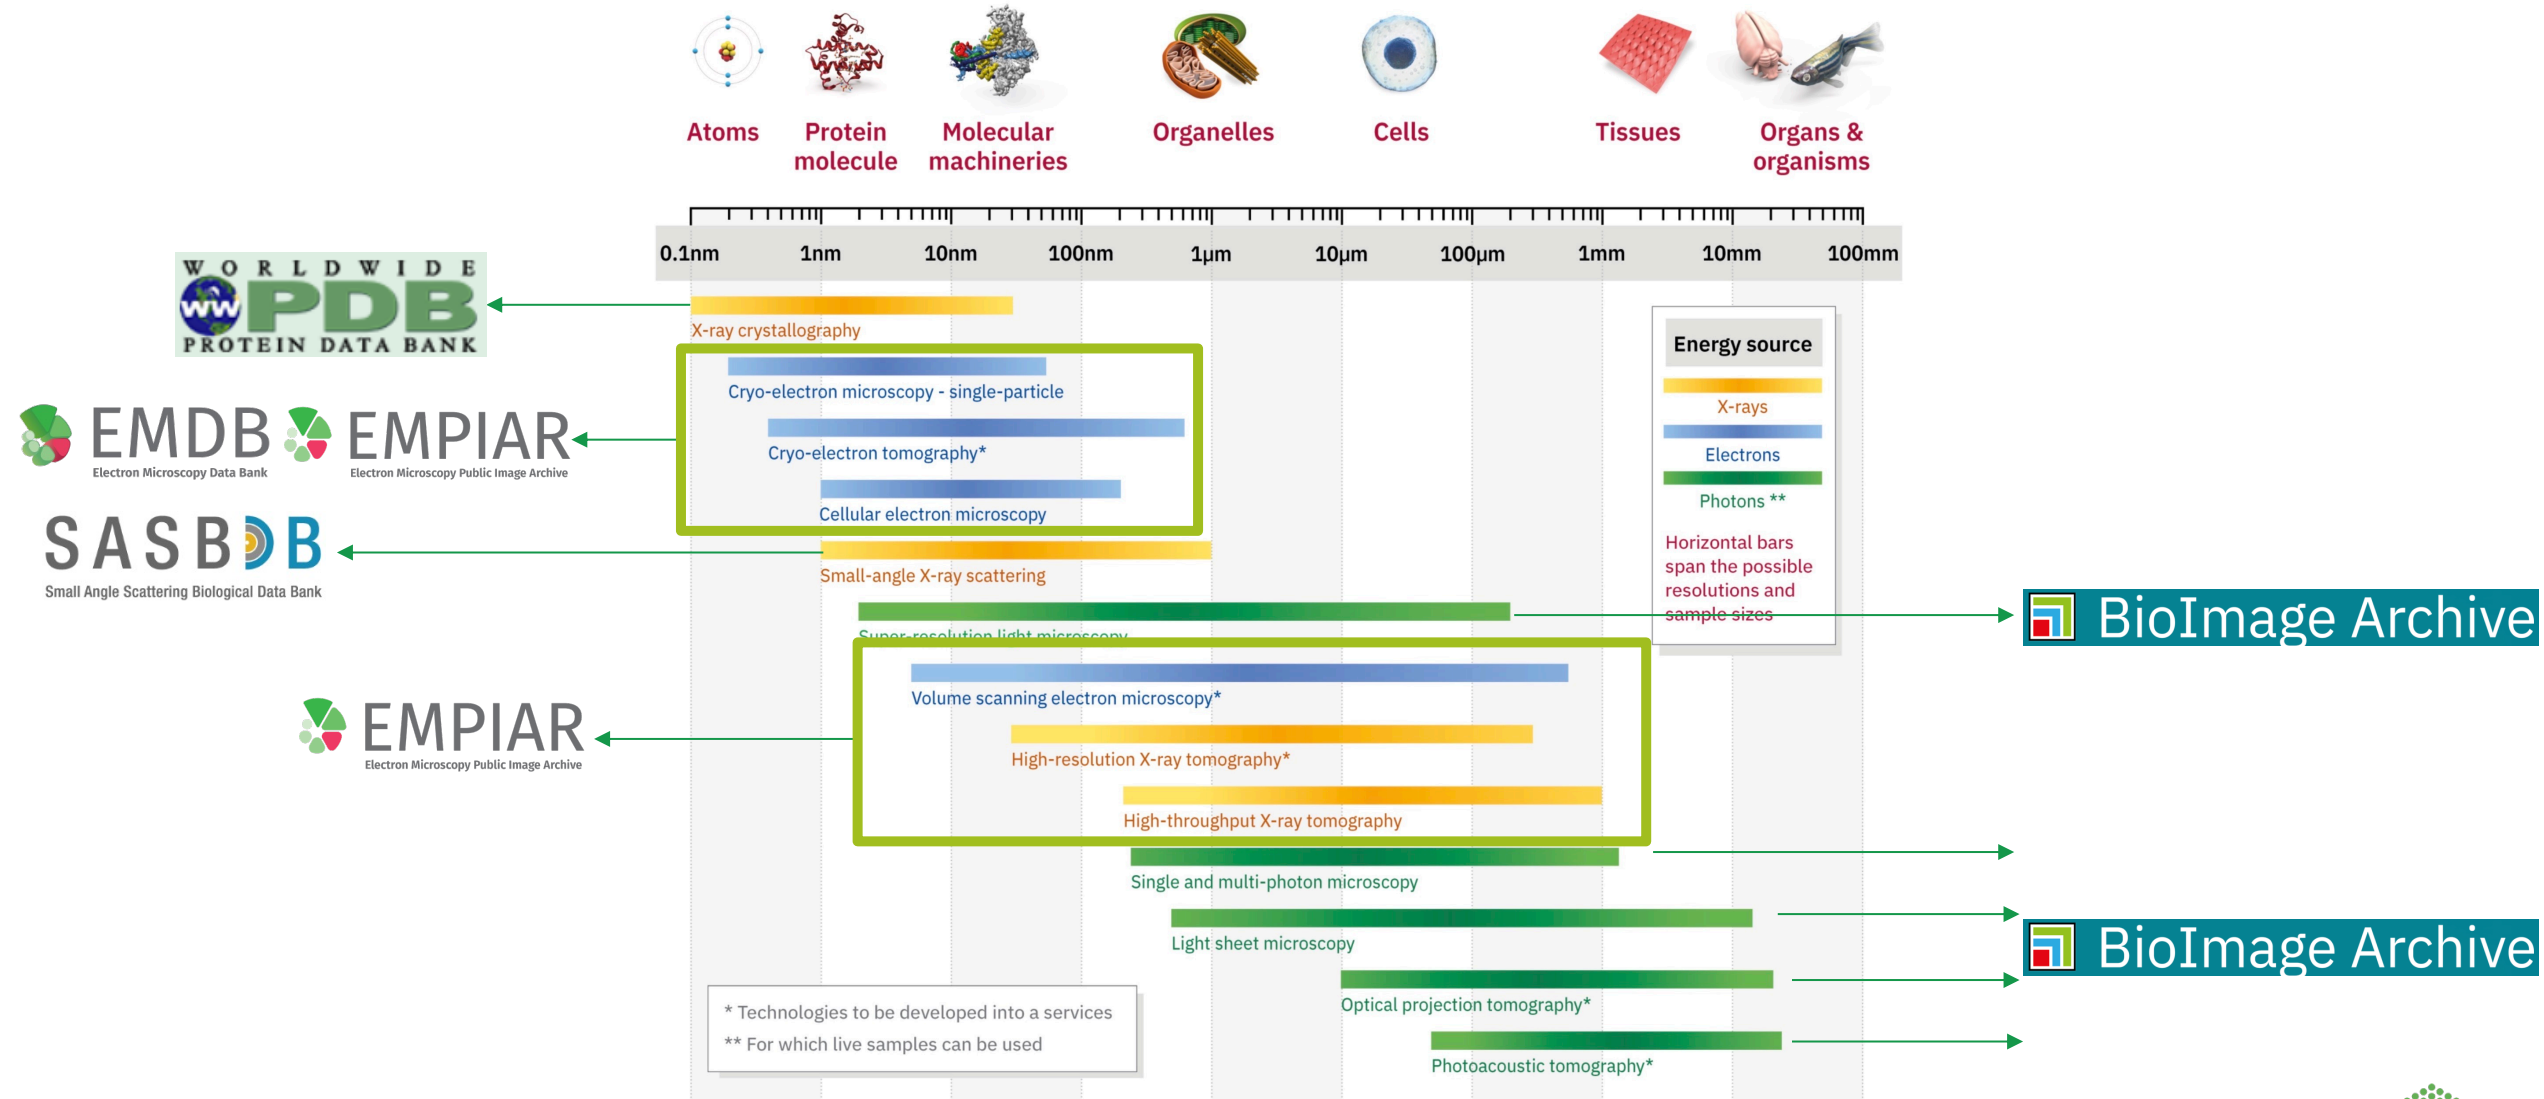 Atoms
Protein
molecule
Molecular
machineries
Organelles
Cells
Tissues
Organs &
organisms
0.1nm 1nm 10nm 100nm 1µm 10µm 100µm 1mm 10mm 100mm
WORLDWIDE
ww PDB
PROTEIN DATA BANK
X-ray crystallography
Cryo-electron microscopy - single-particle
Cryo-electron tomography*
Cellular electron microscopy
EMDB
Electron Microscopy Data Bank
EMPIAR
Electron Microscopy Public Image Archive
SASBDB
Small Angle Scattering Biological Data Bank
Small-angle X-ray scattering
Super-resolution light microscopy
Energy source
X-rays
Electrons
Photons **
Horizontal bars
span the possible
resolutions and
sample sizes
BioImage Archive
EMPIAR
Electron Microscopy Public Image Archive
Volume scanning electron microscopy*
High-resolution X-ray tomography*
High-throughput X-ray tomography
Single and multi-photon microscopy
Light sheet microscopy
BioImage Archive
Optical projection tomography*
Photoacoustic tomography*
* Technologies to be developed into a services
** For which live samples can be used